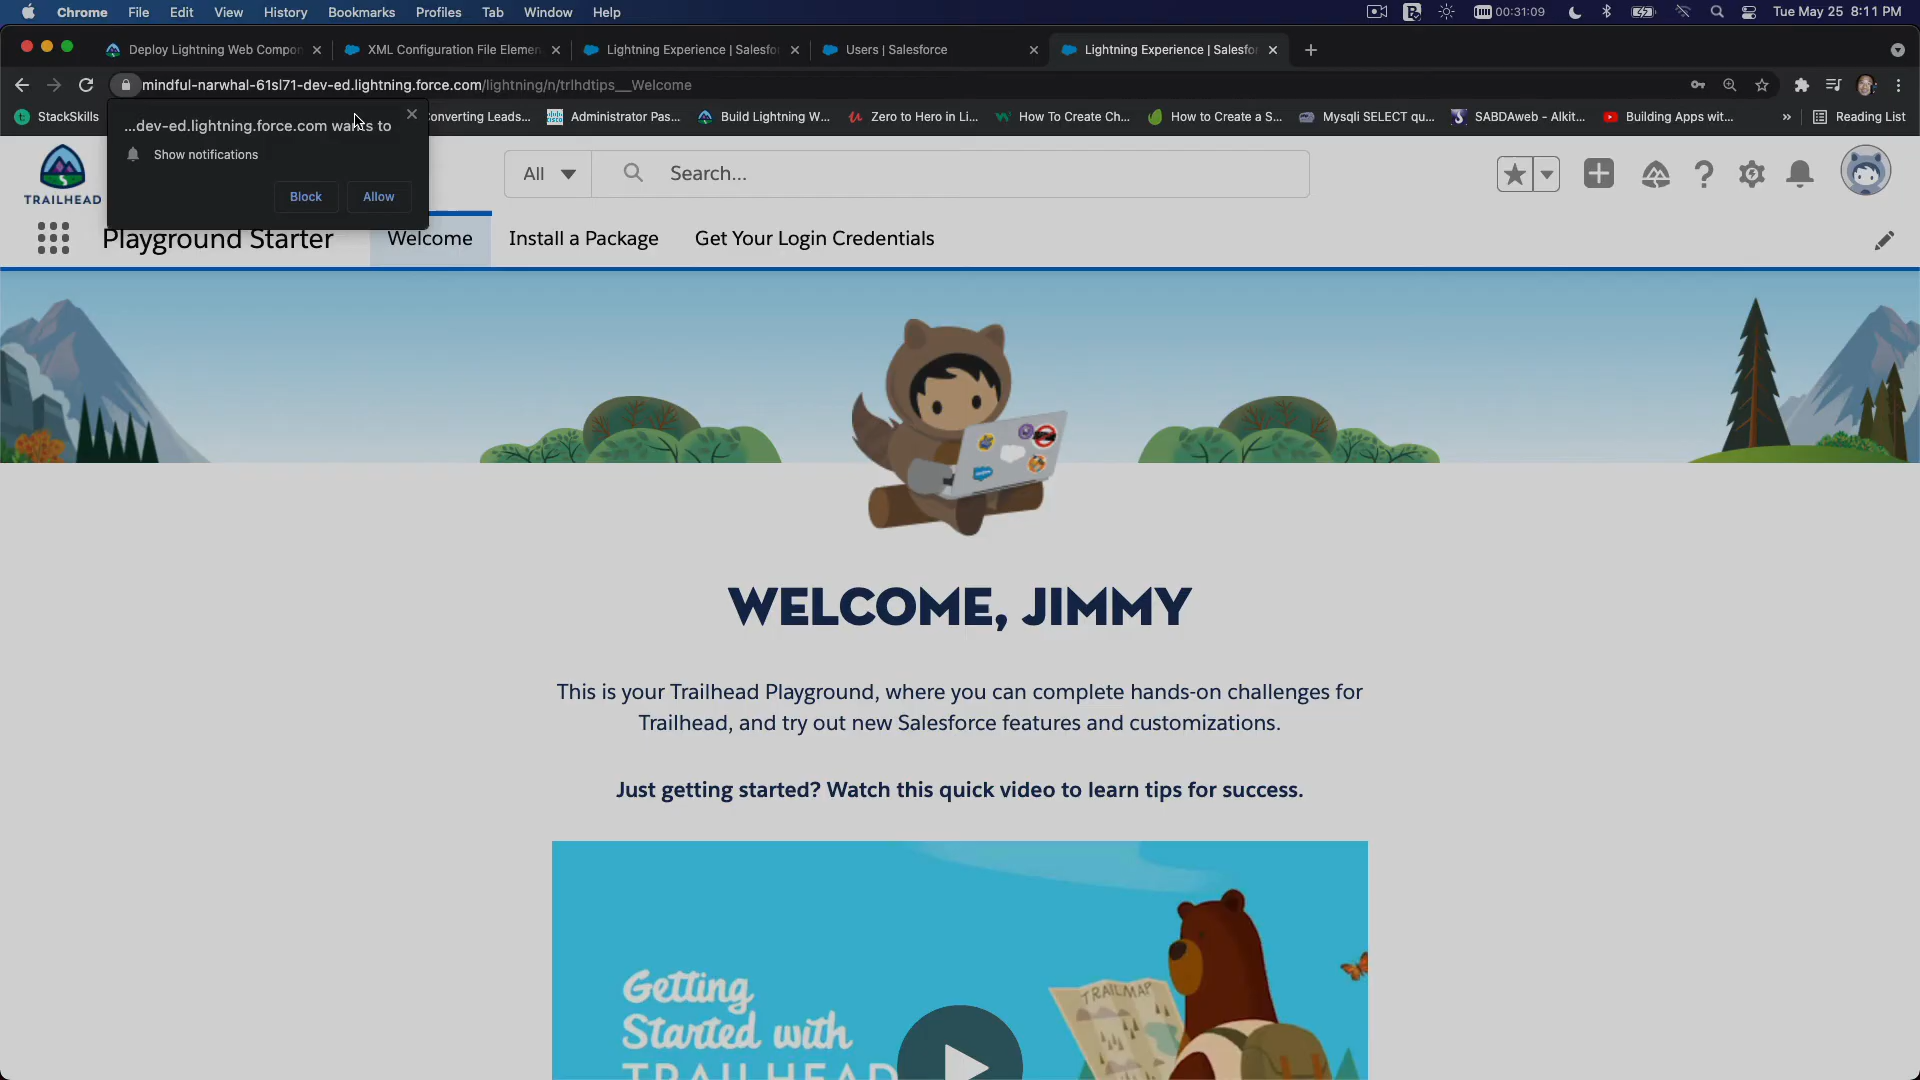 Chrome File Edit View History Bookmarks Profiles Tab Window Help 00:31:09 Tue May 25 8:11 PM
Deploy Lightning Web Compon XML Configuration File Elemen Lightning Experience | Salesfo Users | Salesforce Lightning Experience | Salesfor
mindful-narwhal-61sl71-dev-ed.lightning.force.com/lightning/n/trlhdtips__Welcome
StackSkills onverting Leads... Administrator Pas... Build Lightning W... Zero to Hero in Li... How To Create Ch... How to Create a S... Mysqli SELECT qu... SABDAweb - Alkit... Building Apps wit... » Reading List
...dev-ed.lightning.force.com wants to
Show notifications
Block Allow
TRAILHEAD
All Search...
Playground Starter Welcome Install a Package Get Your Login Credentials
WELCOME, JIMMY
This is your Trailhead Playground, where you can complete hands-on challenges for
Trailhead, and try out new Salesforce features and customizations.
Just getting started? Watch this quick video to learn tips for success.
Getting
Started with
TRAILHEAD
TRAILMAP